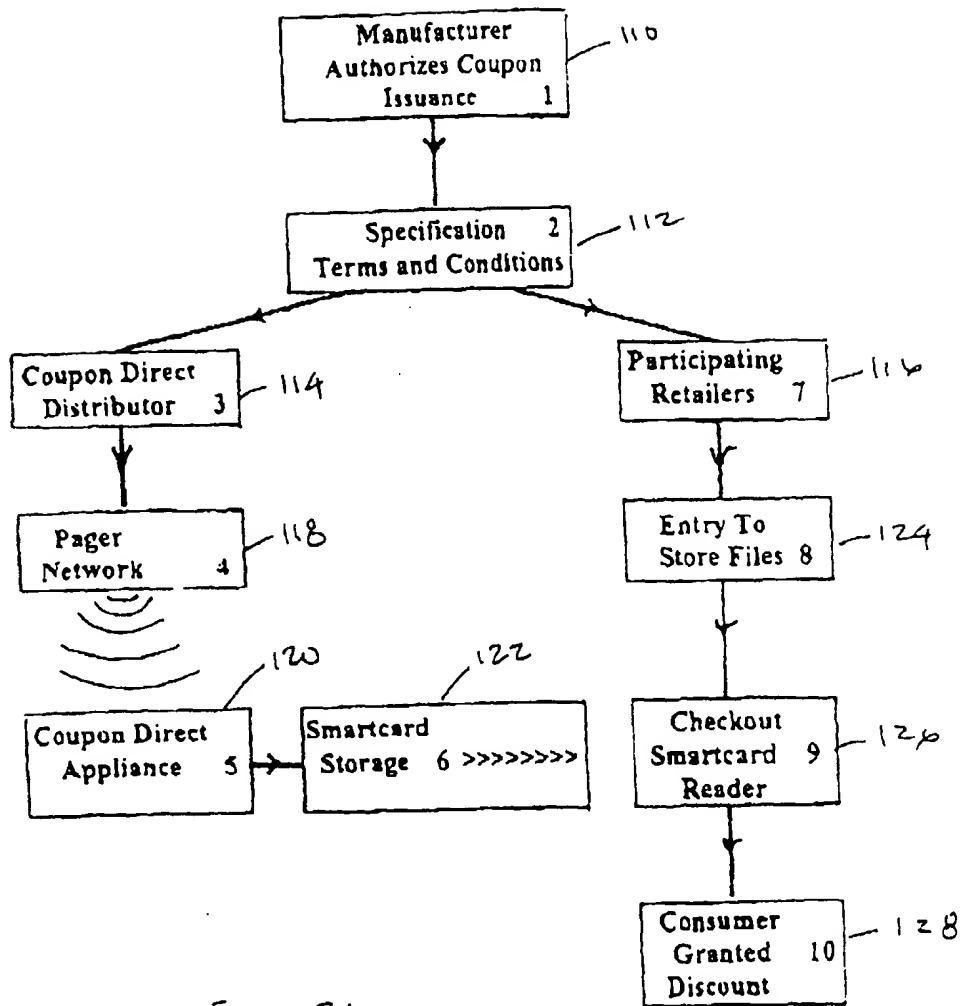 Manufacturer
Authorizes Coupon
Issuance 1
110
Specification 2
Terms and Conditions
112
Coupon Direct
Distributor 3
114
Participating
Retailers 7
116
Pager
Network 4
118
Entry To
Store Files 8
124
120
122
Coupon Direct
Appliance 5
Smartcard
Storage 6 >>>>>>>>
Checkout
Smartcard 9
Reader
126
Consumer
Granted 10
Discount
128